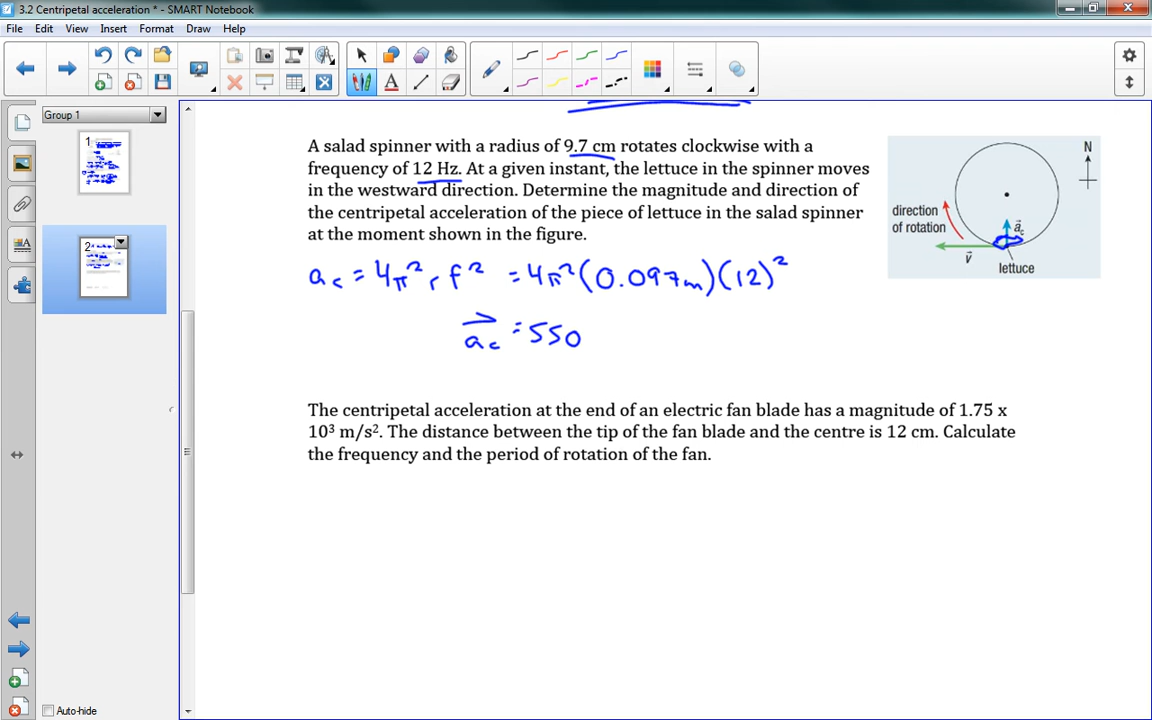 3.2 Centripetal acceleration * - SMART Notebook
File Edit View Insert Format Draw Help
Group 1
1
2
A salad spinner with a radius of 9.7 cm rotates clockwise with a
frequency of 12 Hz. At a given instant, the lettuce in the spinner moves
in the westward direction. Determine the magnitude and direction of
the centripetal acceleration of the piece of lettuce in the salad spinner
at the moment shown in the figure.
N
direction
of rotation
a⃗c
v⃗
lettuce
ac = 4π² r f² = 4π² (0.097m)(12)²
a⃗c = 550
The centripetal acceleration at the end of an electric fan blade has a magnitude of 1.75 x
10³ m/s². The distance between the tip of the fan blade and the centre is 12 cm. Calculate
the frequency and the period of rotation of the fan.
Auto-hide